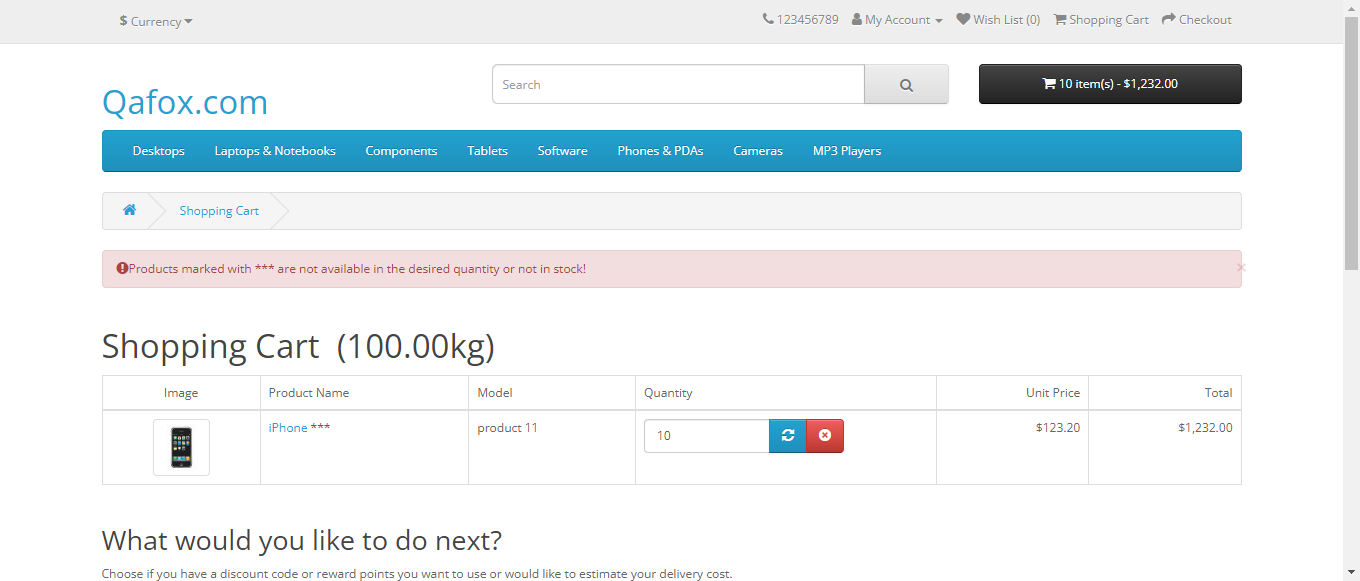 $ Currency 123456789 My Account Wish List (0) Shopping Cart Checkout
Qafox.com Search 10 item(s) - $1,232.00
Desktops Laptops & Notebooks Components Tablets Software Phones & PDAs Cameras MP3 Players
Shopping Cart
Products marked with *** are not available in the desired quantity or not in stock! ×
Shopping Cart (100.00kg)
Image Product Name Model Quantity Unit Price Total
iPhone *** product 11 10 $123.20 $1,232.00
What would you like to do next?
Choose if you have a discount code or reward points you want to use or would like to estimate your delivery cost.